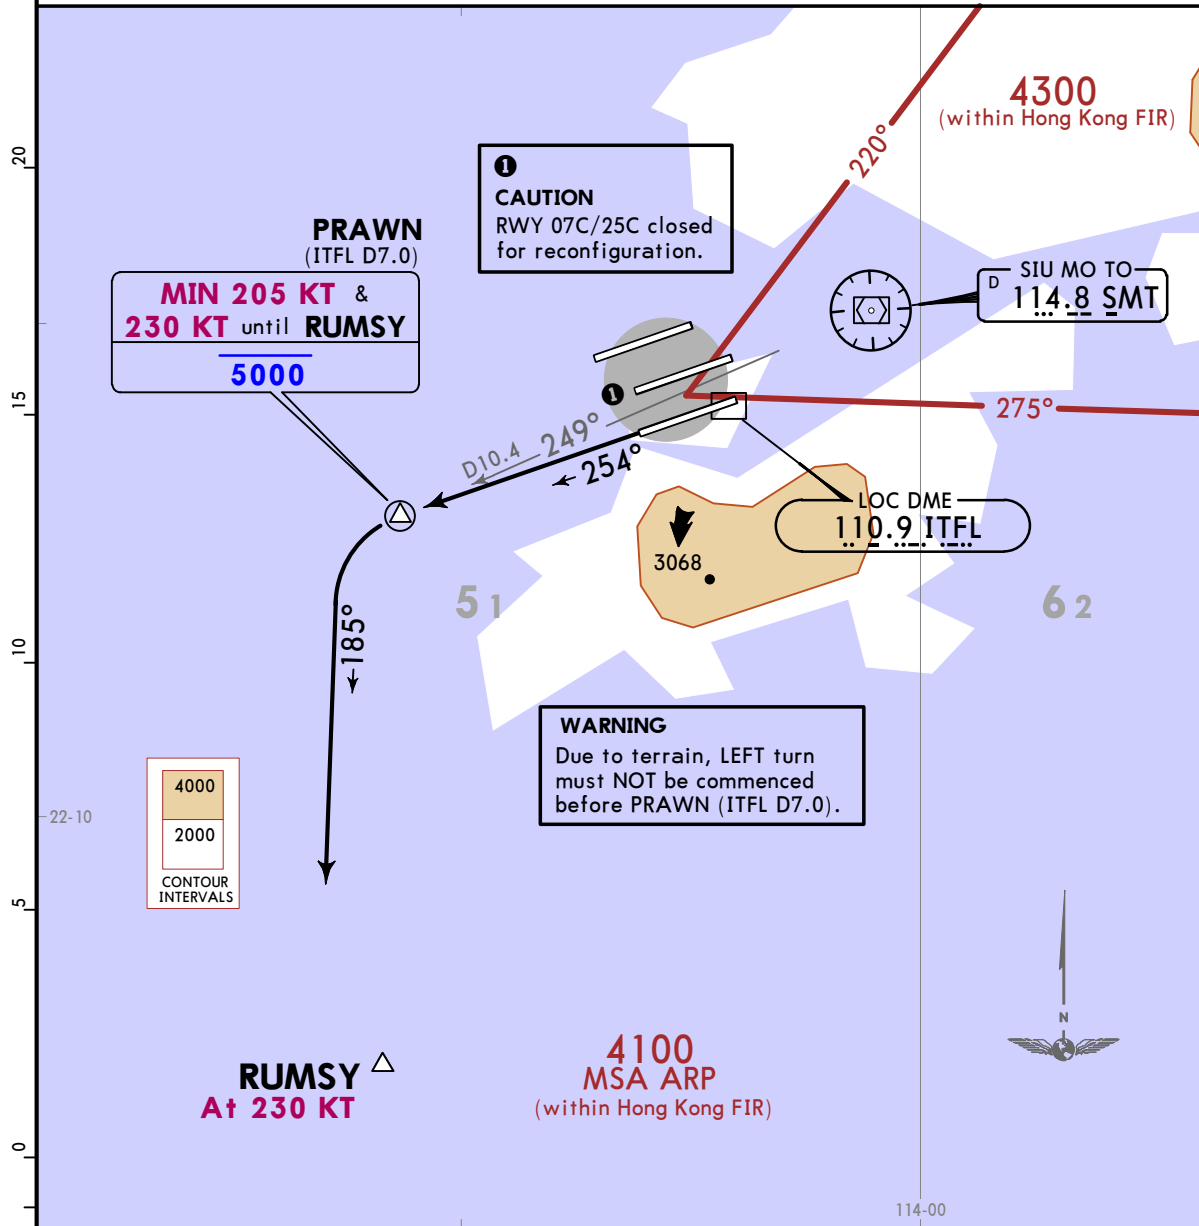 4300
(within Hong Kong FIR)
20
220°
❶
CAUTION
RWY 07C/25C closed
for reconfiguration.
PRAWN
(ITFL D7.0)
MIN 205 KT &
230 KT until RUMSY
5000
SIU MO TO
D 114.8 SMT
15
❶
275°
D10.4
249°
254°
LOC DME
110.9 ITFL
3068
5 1
6 2
185°
10
WARNING
Due to terrain, LEFT turn
must NOT be commenced
before PRAWN (ITFL D7.0).
4000
2000
CONTOUR
INTERVALS
22-10
5
N
4100
MSA ARP
(within Hong Kong FIR)
RUMSY
At 230 KT
0
114-00